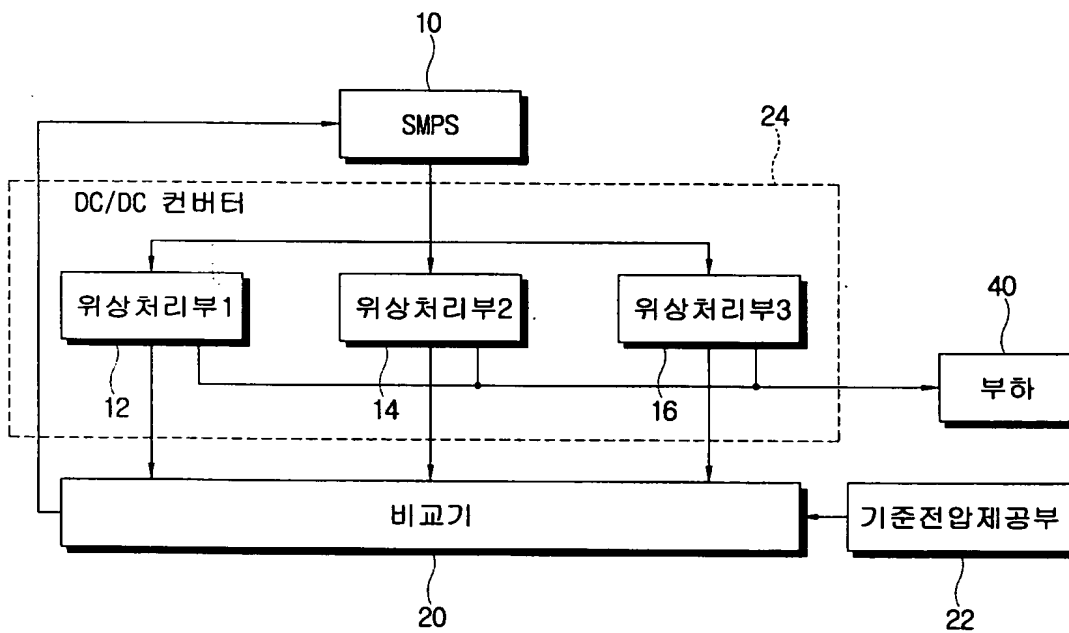 10
SMPS
24
DC/DC 컨버터
위상처리부1
위상처리부2
위상처리부3
40
12
14
16
부하
비교기
기준전압제공부
20
22